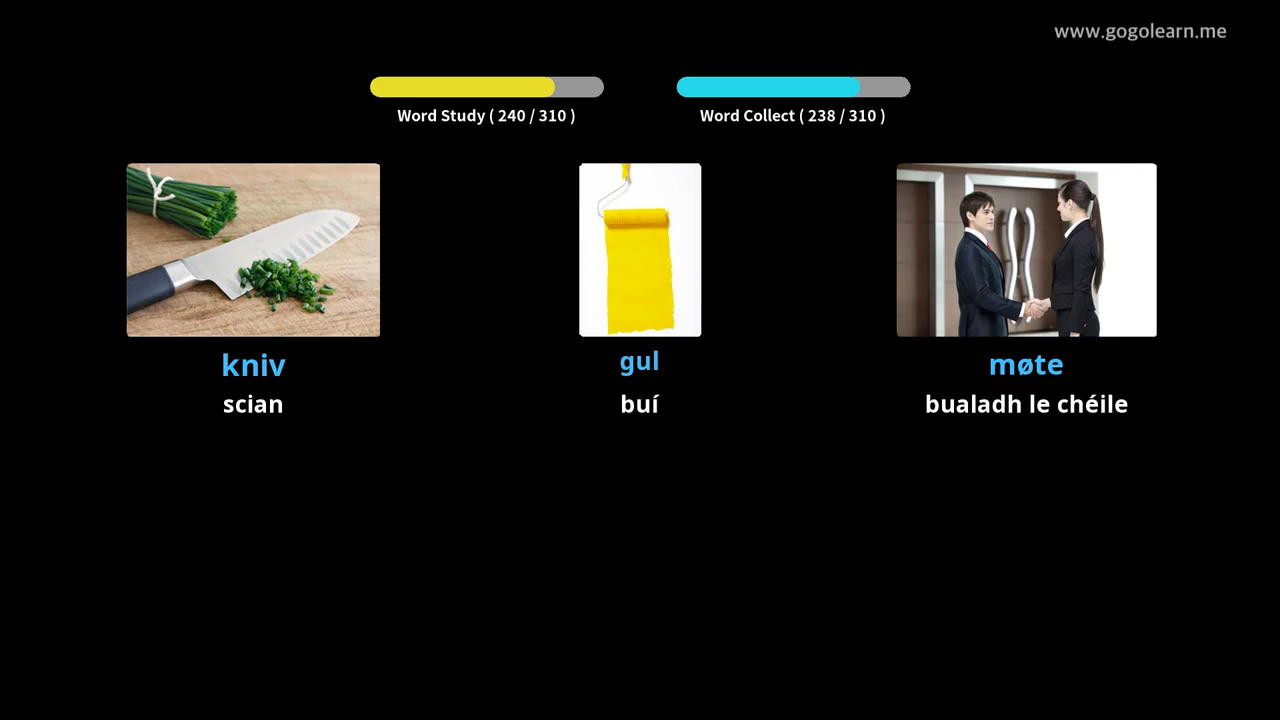 www.gogolearn.me
Word Study ( 240 / 310 )
Word Collect ( 238 / 310 )
kniv
gul
møte
scian
buí
bualadh le chéile